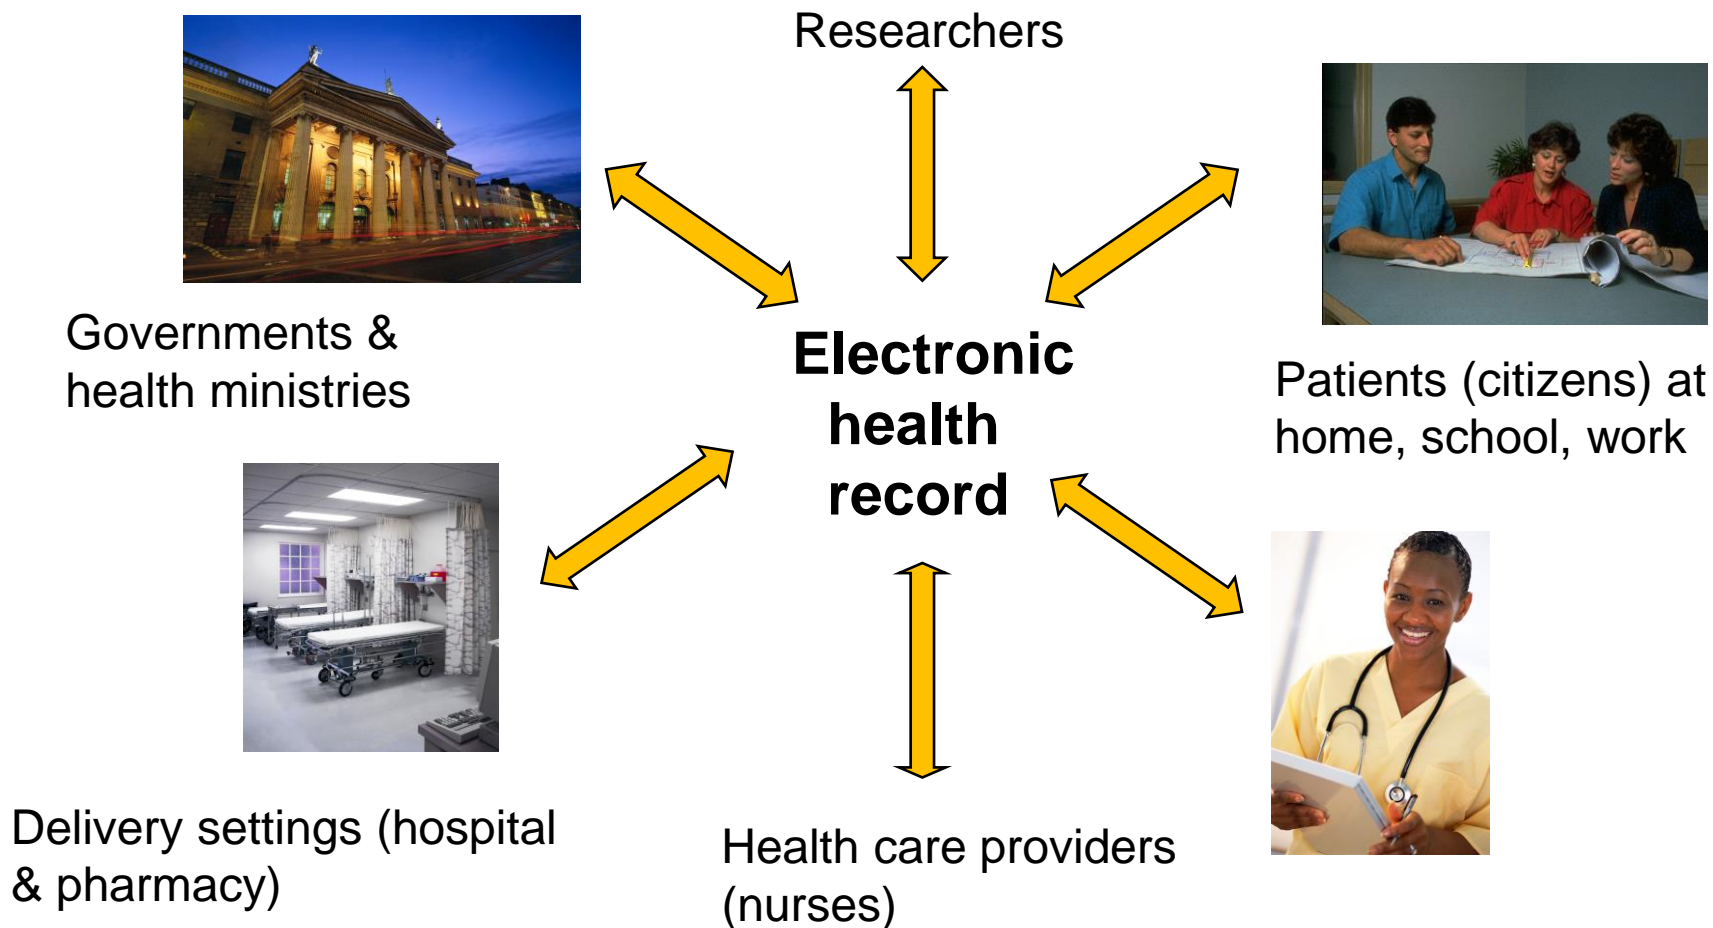 Researchers
Governments &
health ministries
Electronic
health
record
Patients (citizens) at
home, school, work
Delivery settings (hospital
& pharmacy)
Health care providers
(nurses)